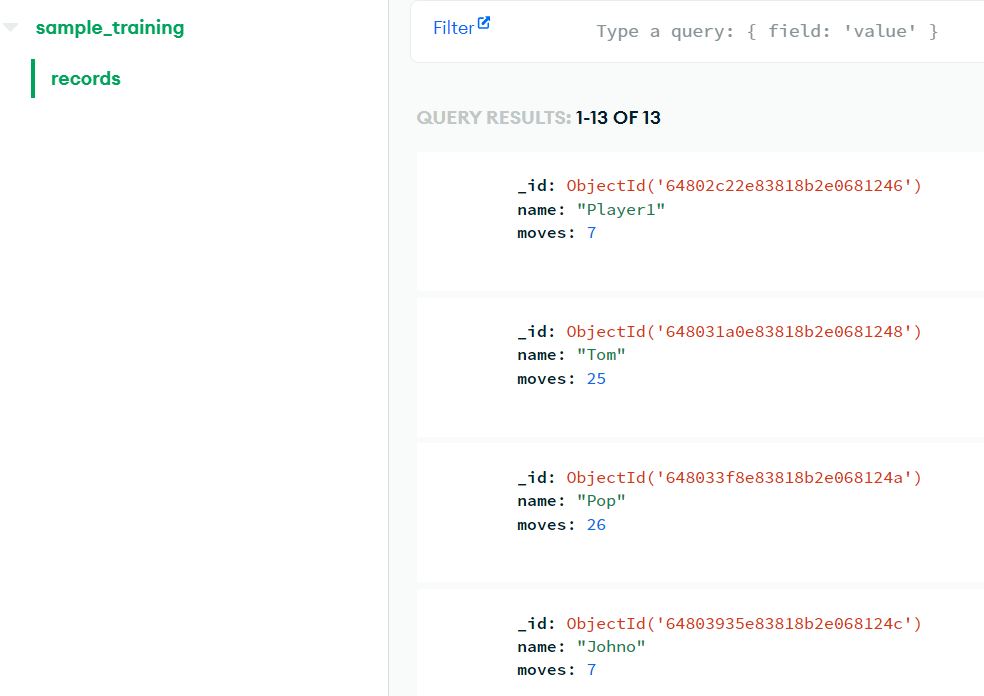 sample_training
records
Filter
Type a query: { field: 'value' }
QUERY RESULTS: 1-13 OF 13
_id: ObjectId('64802c22e83818b2e0681246')
name: "Player1"
moves: 7
_id: ObjectId('648031a0e83818b2e0681248')
name: "Tom"
moves: 25
_id: ObjectId('648033f8e83818b2e068124a')
name: "Pop"
moves: 26
_id: ObjectId('64803935e83818b2e068124c')
name: "Johno"
moves: 7